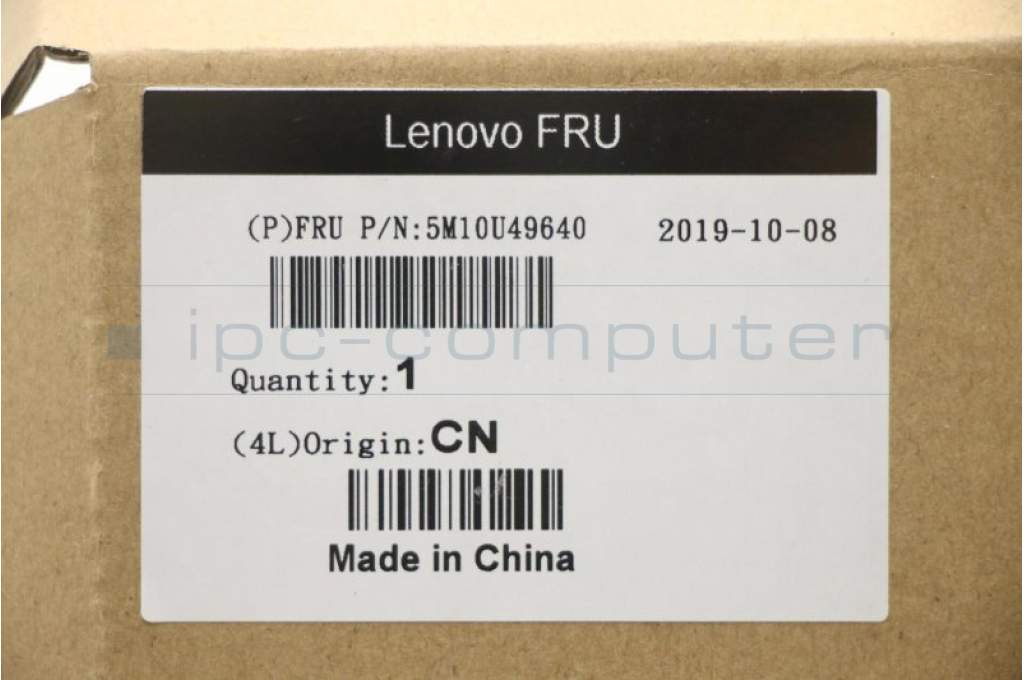 Lenovo FRU
(P)FRU P/N:5M10U49640 2019-10-08
ipc-computer
Quantity:1
(4L)Origin:CN
Made in China